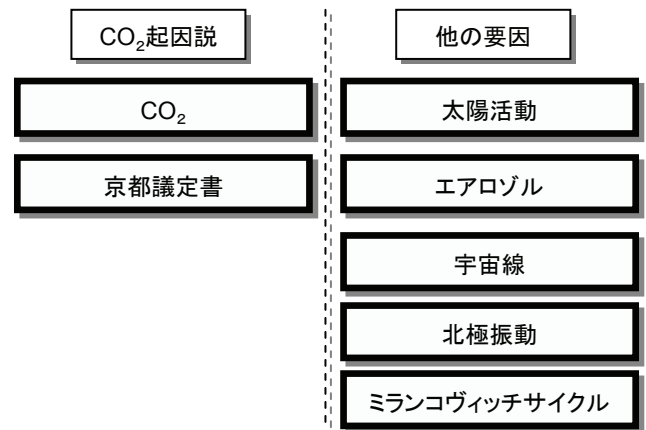 CO₂起因説
他の要因
CO₂
太陽活動
京都議定書
エアロゾル
宇宙線
北極振動
ミランコヴィッチサイクル